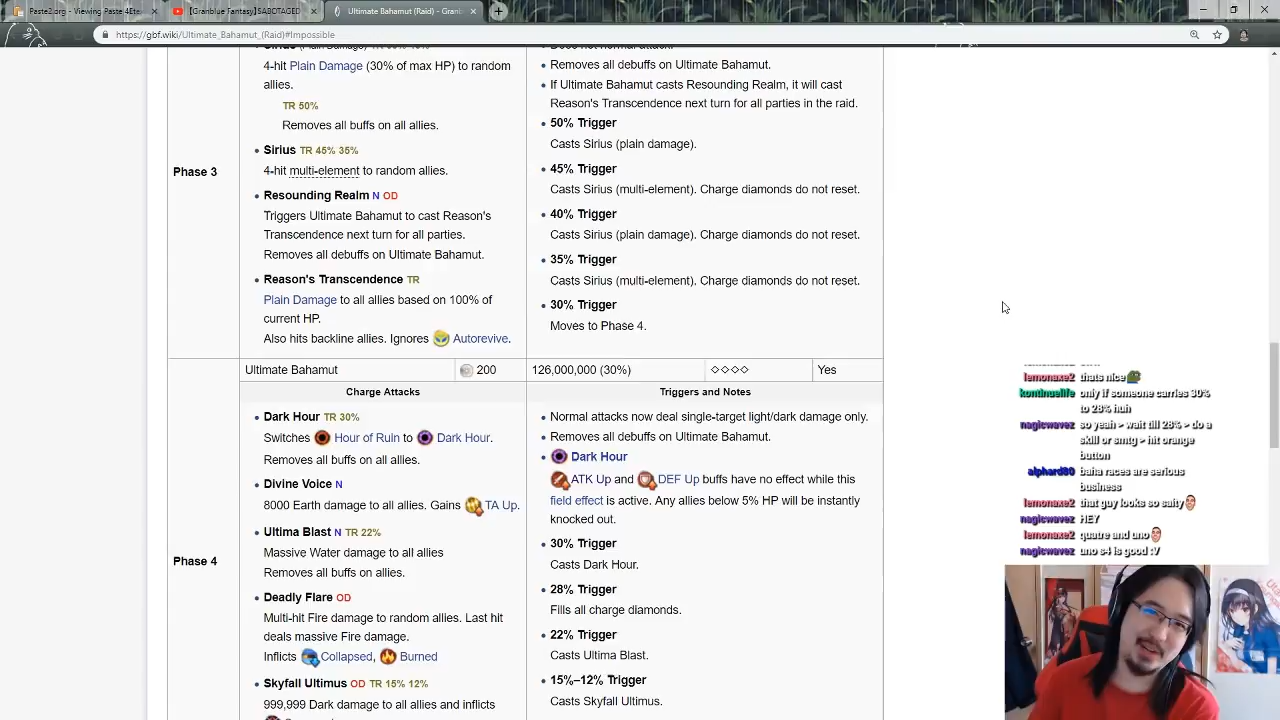 Paste2.org - Viewing Paste 4Ete
[Granblue Fantasy]SABOTAGED
Ultimate Bahamut (Raid) - Gran
https://gbf.wiki/Ultimate_Bahamut_(Raid)#Impossible
4-hit Plain Damage (30% of max HP) to random
allies.
TR 50%
Removes all buffs on all allies.
Sirius TR 45% 35%
4-hit multi-element to random allies.
Phase 3
Resounding Realm N OD
Triggers Ultimate Bahamut to cast Reason's
Transcendence next turn for all parties.
Removes all debuffs on Ultimate Bahamut.
Reason's Transcendence TR
Plain Damage to all allies based on 100% of
current HP.
Also hits backline allies. Ignores Autorevive.
Does not normal attack.
Removes all debuffs on Ultimate Bahamut.
If Ultimate Bahamut casts Resounding Realm, it will cast
Reason's Transcendence next turn for all parties in the raid.
50% Trigger
Casts Sirius (plain damage).
45% Trigger
Casts Sirius (multi-element). Charge diamonds do not reset.
40% Trigger
Casts Sirius (plain damage). Charge diamonds do not reset.
35% Trigger
Casts Sirius (multi-element). Charge diamonds do not reset.
30% Trigger
Moves to Phase 4.
Ultimate Bahamut 200 126,000,000 (30%) ◇◇◇◇ Yes
Charge Attacks
Triggers and Notes
Dark Hour TR 30%
Switches Hour of Ruin to Dark Hour.
Removes all buffs on all allies.
Divine Voice N
8000 Earth damage to all allies. Gains TA Up.
Ultima Blast N TR 22%
Massive Water damage to all allies
Removes all buffs on allies.
Phase 4
Deadly Flare OD
Multi-hit Fire damage to random allies. Last hit
deals massive Fire damage.
Inflicts Collapsed, Burned
Skyfall Ultimus OD TR 15% 12%
999,999 Dark damage to all allies and inflicts
Normal attacks now deal single-target light/dark damage only.
Removes all debuffs on Ultimate Bahamut.
Dark Hour
ATK Up and DEF Up buffs have no effect while this
field effect is active. Any allies below 5% HP will be instantly
knocked out.
30% Trigger
Casts Dark Hour.
28% Trigger
Fills all charge diamonds.
22% Trigger
Casts Ultima Blast.
15%–12% Trigger
Casts Skyfall Ultimus.
lemonaxe2 thats nice
kontinuelife only if someone carries 30%
to 28% huh
nagicwavez so yeah > wait till 28% > do a
skill or smtg > hit orange
button
alphard80 baha races are serious
business
lemonaxe2 that guy looks so salty
nagicwavez HEY
lemonaxe2 quatre and uno
nagicwavez uno s4 is good :V